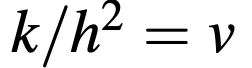 k/h² = v